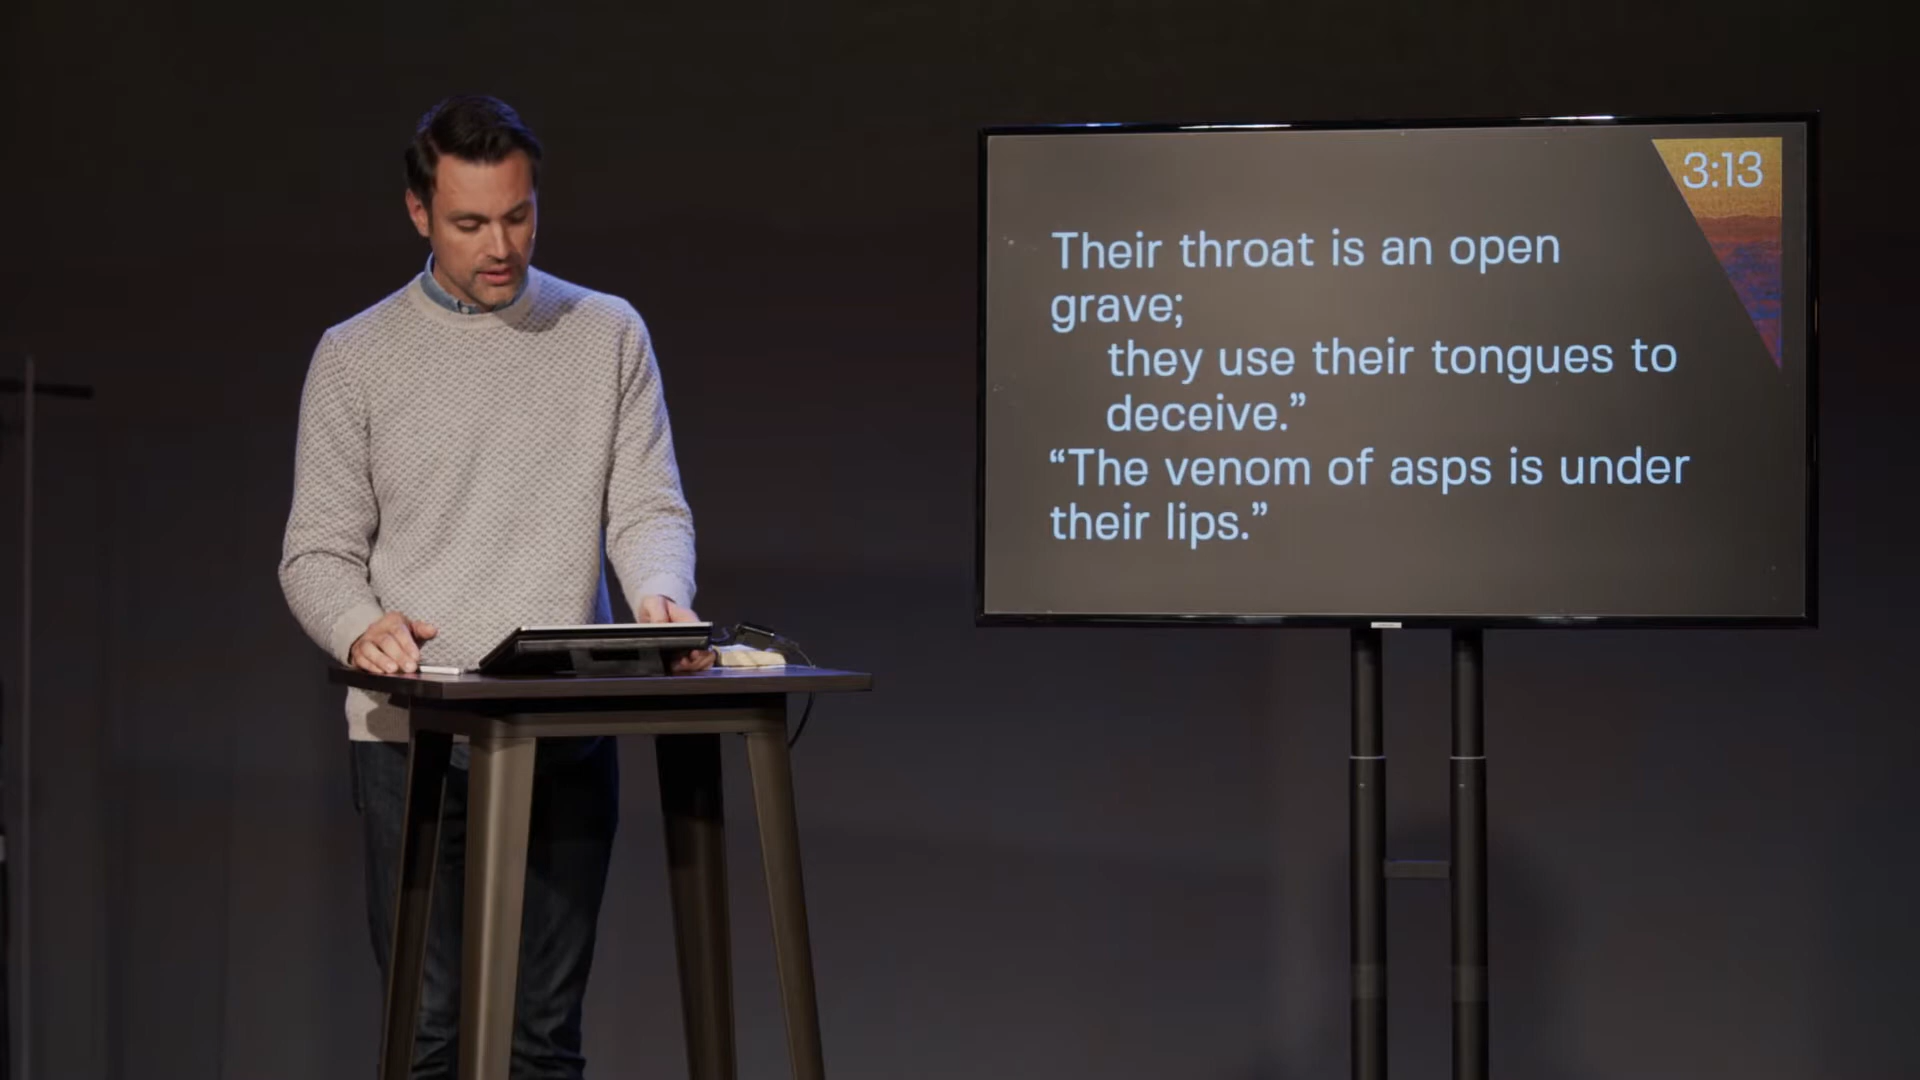 3:13
Their throat is an open
grave;
they use their tongues to
deceive.”
“The venom of asps is under
their lips.”